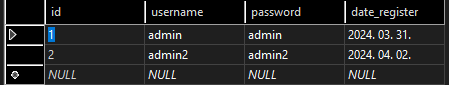 id username password date_register
1 admin admin 2024. 03. 31.
2 admin2 admin2 2024. 04. 02.
NULL NULL NULL NULL